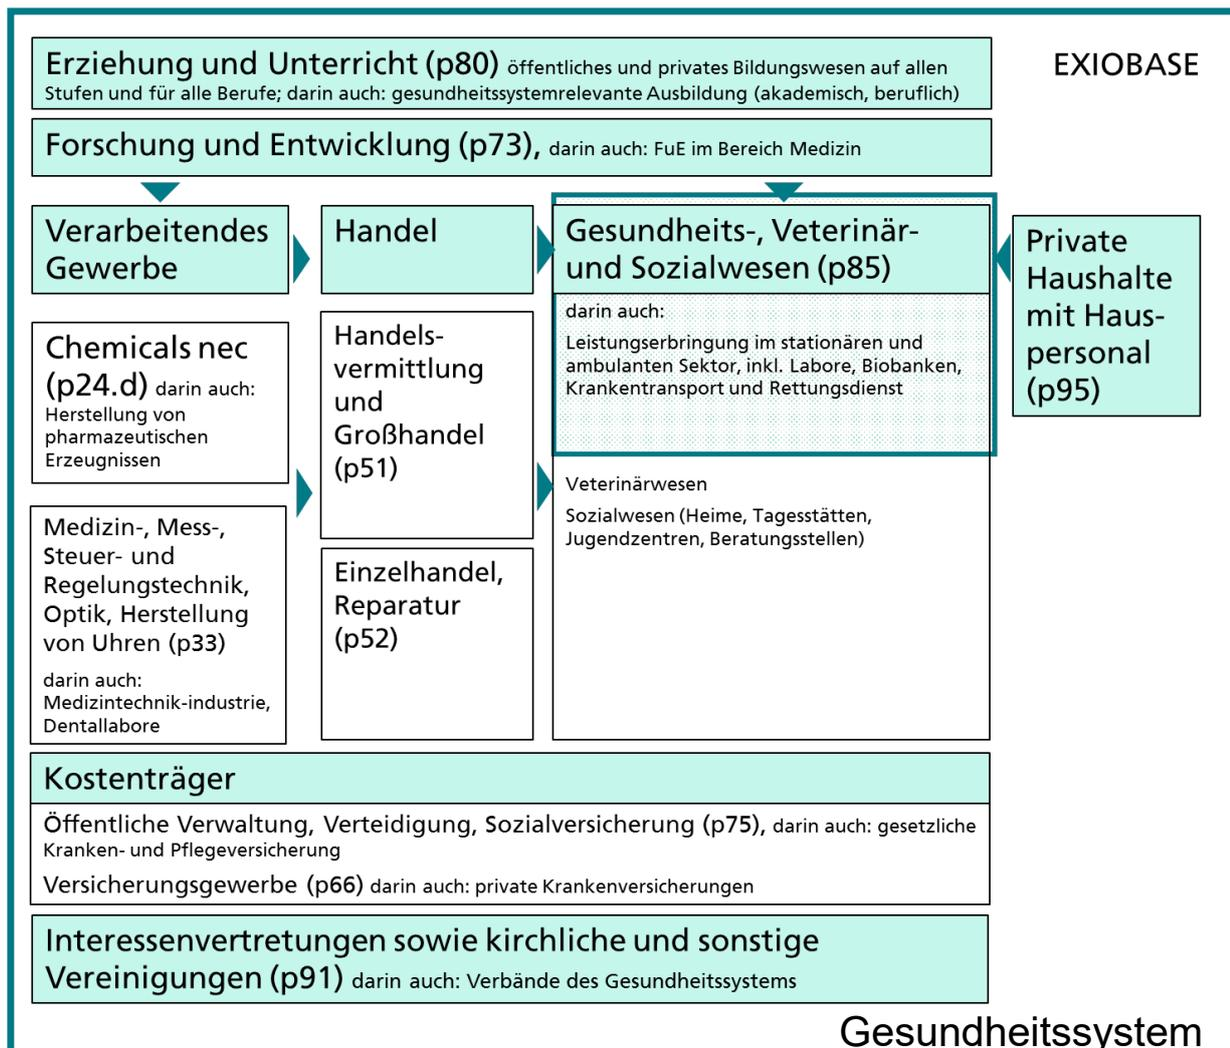 Erziehung und Unterricht (p80) öffentliches und privates Bildungswesen auf allen
Stufen und für alle Berufe; darin auch: gesundheitssystemrelevante Ausbildung (akademisch, beruflich)
EXIOBASE
Forschung und Entwicklung (p73), darin auch: FuE im Bereich Medizin
Verarbeitendes
Gewerbe
Handel
Gesundheits-, Veterinär-
und Sozialwesen (p85)
Private
Haushalte
mit Haus-
personal
(p95)
darin auch:
Leistungserbringung im stationären und
ambulanten Sektor, inkl. Labore, Biobanken,
Krankentransport und Rettungsdienst
Chemicals nec
(p24.d) darin auch:
Herstellung von
pharmazeutischen
Erzeugnissen
Handels-
vermittlung
und
Großhandel
(p51)
Veterinärwesen
Sozialwesen (Heime, Tagesstätten,
Jugendzentren, Beratungsstellen)
Medizin-, Mess-,
Steuer- und
Regelungstechnik,
Optik, Herstellung
von Uhren (p33)
darin auch:
Medizintechnik-industrie,
Dentallabore
Einzelhandel,
Reparatur
(p52)
Kostenträger
Öffentliche Verwaltung, Verteidigung, Sozialversicherung (p75), darin auch: gesetzliche
Kranken- und Pflegeversicherung
Versicherungsgewerbe (p66) darin auch: private Krankenversicherungen
Interessenvertretungen sowie kirchliche und sonstige
Vereinigungen (p91) darin auch: Verbände des Gesundheitssystems
Gesundheitssystem